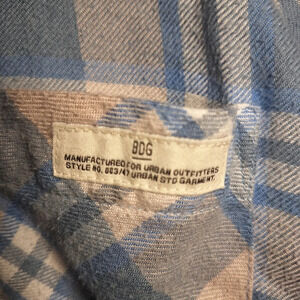 BDG
MANUFACTURED FOR URBAN OUTFITTERS
STYLE NO. 003/47 URBAN STD GARMENT.